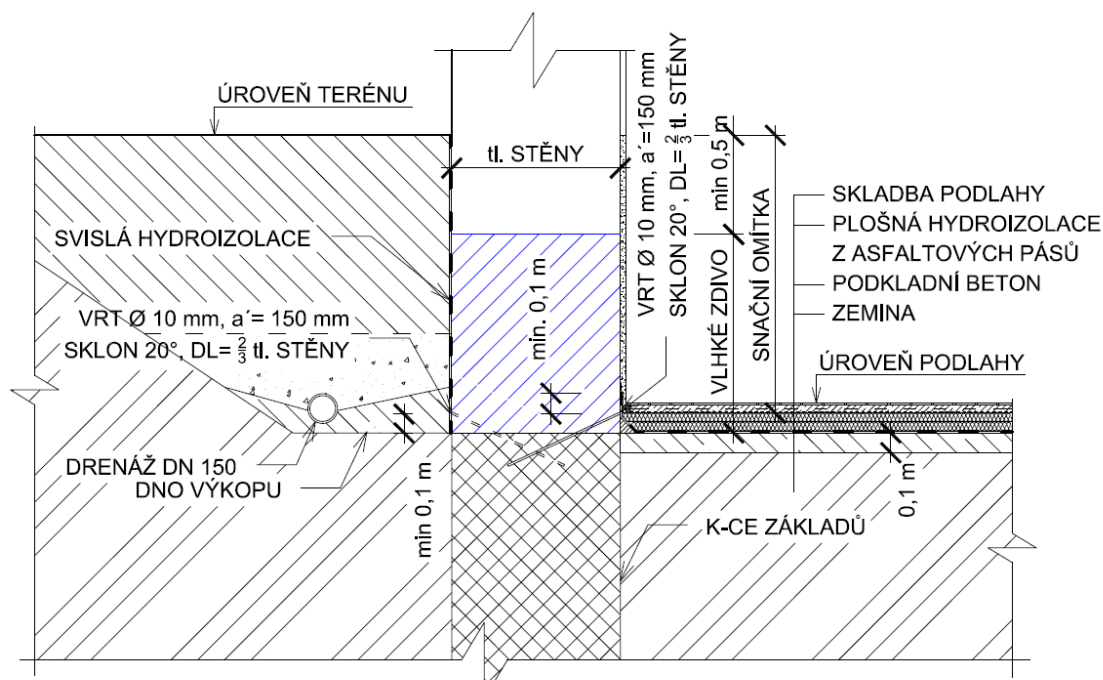 ÚROVEŇ TERÉNU
tl. STĚNY
SVISLÁ HYDROIZOLACE
VRT Ø 10 mm, a´= 150 mm
SKLON 20°, DL= 2/3 tl. STĚNY
DRENÁŽ DN 150
DNO VÝKOPU
min 0,1 m
min. 0,1 m
VRT Ø 10 mm, a´=150 mm
SKLON 20°, DL= 2/3 tl. STĚNY
VLHKÉ ZDIVO
min 0,5 m
SNAČNÍ OMÍTKA
SKLADBA PODLAHY
PLOŠNÁ HYDROIZOLACE
Z ASFALTOVÝCH PÁSŮ
PODKLADNÍ BETON
ZEMINA
ÚROVEŇ PODLAHY
0,1 m
K-CE ZÁKLADŮ